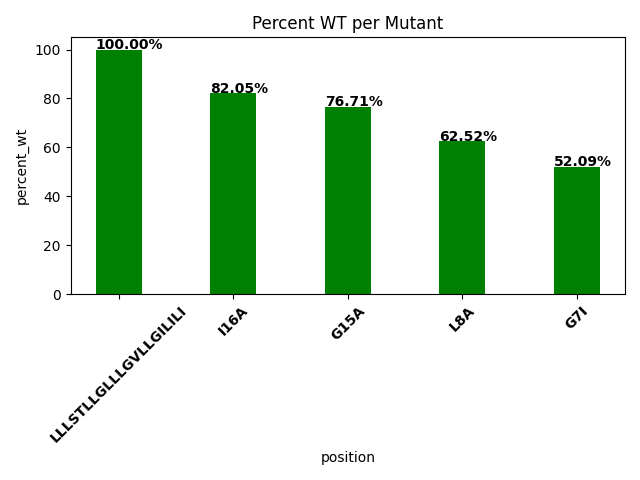 Percent WT per Mutant
percent_wt
100
80
60
40
20
0
100.00%
82.05%
76.71%
62.52%
52.09%
LLLSTLLGLLLGVLLGILILI
I16A
G15A
L8A
G7I
position